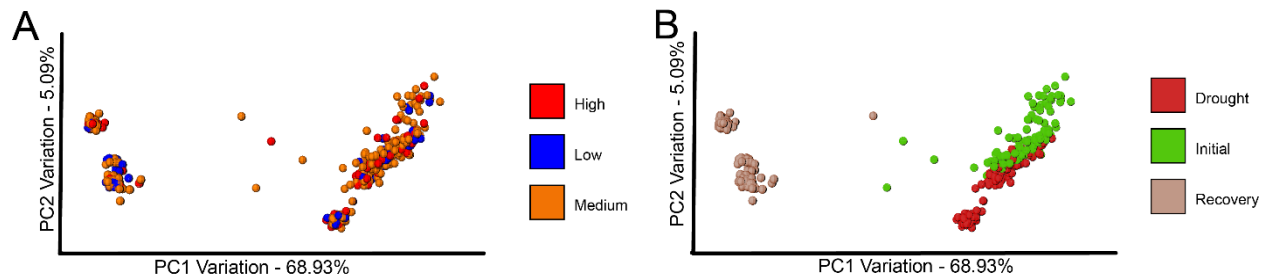 A
PC2 Variation - 5.09%
PC1 Variation - 68.93%
High
Low
Medium
B
PC2 Variation - 5.09%
PC1 Variation - 68.93%
Drought
Initial
Recovery